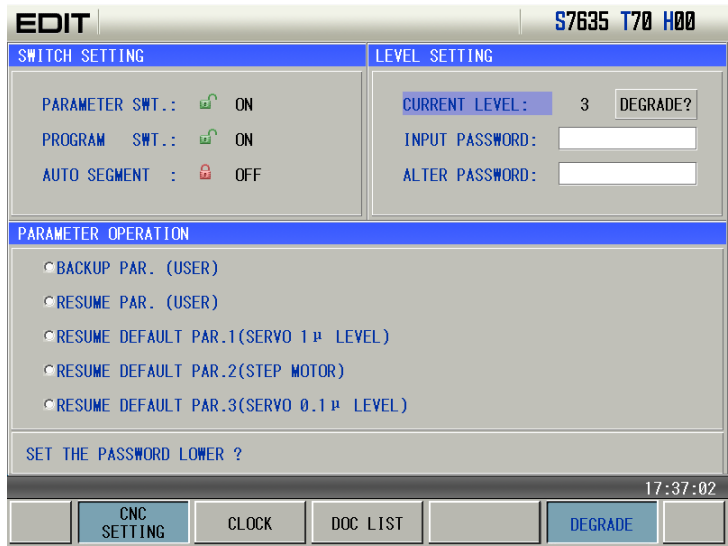 EDIT S7635 T70 H00
SWITCH SETTING
PARAMETER SWT.: ON
PROGRAM SWT.: ON
AUTO SEGMENT : OFF
LEVEL SETTING
CURRENT LEVEL: 3 DEGRADE?
INPUT PASSWORD:
ALTER PASSWORD:
PARAMETER OPERATION
BACKUP PAR. (USER)
RESUME PAR. (USER)
RESUME DEFAULT PAR.1(SERVO 1μ LEVEL)
RESUME DEFAULT PAR.2(STEP MOTOR)
RESUME DEFAULT PAR.3(SERVO 0.1μ LEVEL)
SET THE PASSWORD LOWER ?
17:37:02
CNC
SETTING
CLOCK
DOC LIST
DEGRADE